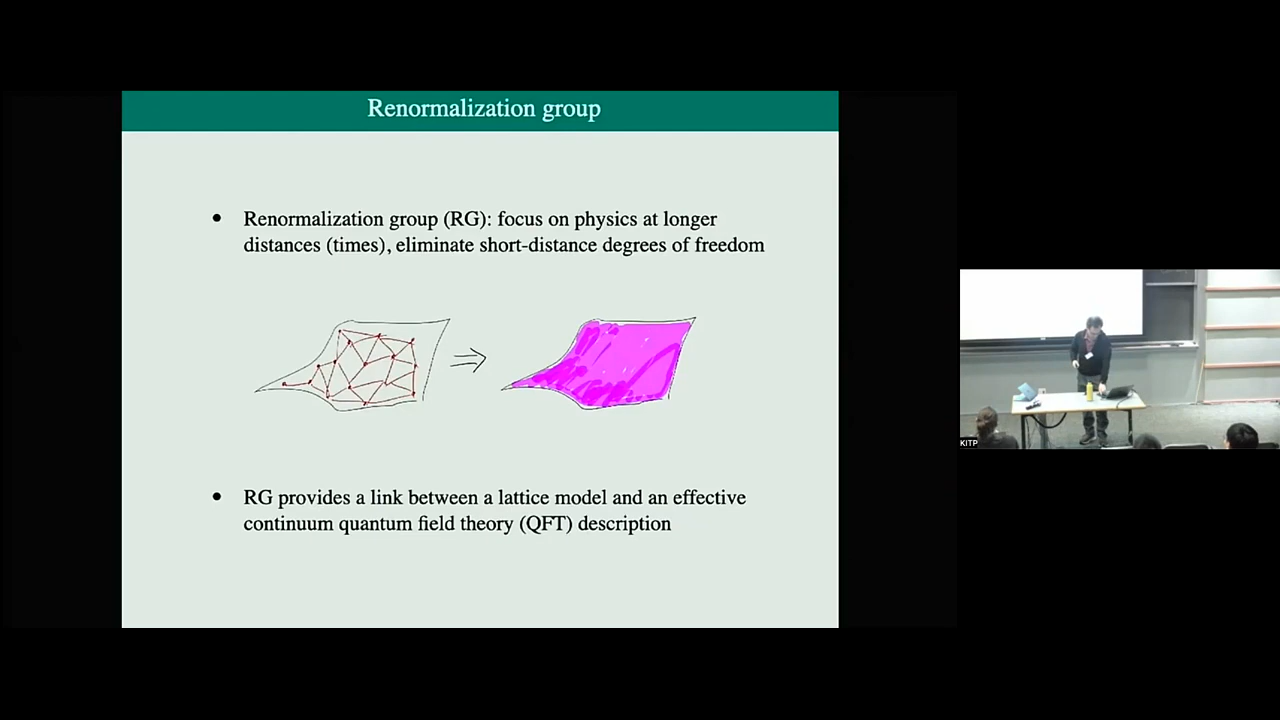 Renormalization group
• Renormalization group (RG): focus on physics at longer
distances (times), eliminate short-distance degrees of freedom
• RG provides a link between a lattice model and an effective
continuum quantum field theory (QFT) description
KITP